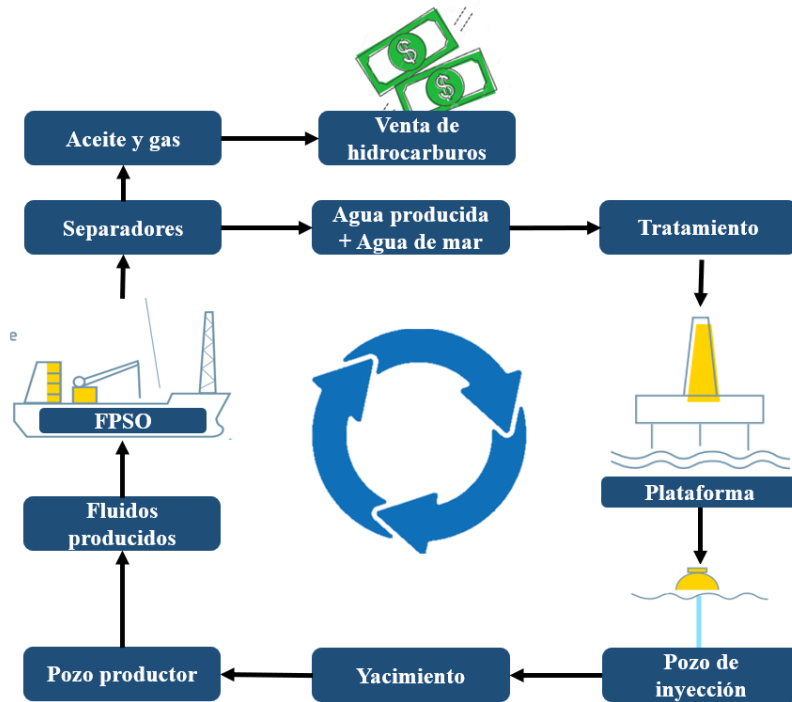 $
$
Aceite y gas
Venta de
hidrocarburos
Separadores
Agua producida
+ Agua de mar
Tratamiento
e
FPSO
Plataforma
Fluidos
producidos
Pozo productor
Yacimiento
Pozo de
inyección